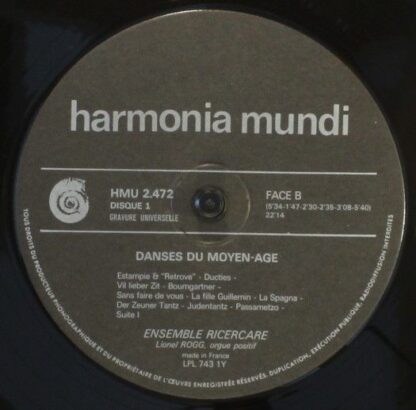 harmonia mundi
HMU 2.472
DISQUE 1
GRAVURE UNIVERSELLE
FACE B
(5'34-1'47-2'30-2'35-3'08-5'40)
22'14
DANSES DU MOYEN-AGE
Estampie & "Retrove" - Ducties -
Vil lieber Zit - Boumgartner -
Sans faire de vous - La fille Guillemin - La Spagna -
Der Zeuner Tantz - Judentantz - Passametzo -
Suite I
ENSEMBLE RICERCARE
Lionel ROGG, orgue positif
made in France
LPL 743 1Y
TOUS DROITS DU PRODUCTEUR PHONOGRAPHIQUE ET DU PROPRIÉTAIRE DE L'ŒUVRE ENREGISTRÉE RÉSERVÉS, DUPLICATION, EXÉCUTION PUBLIQUE, RADIODIFFUSION INTERDITES